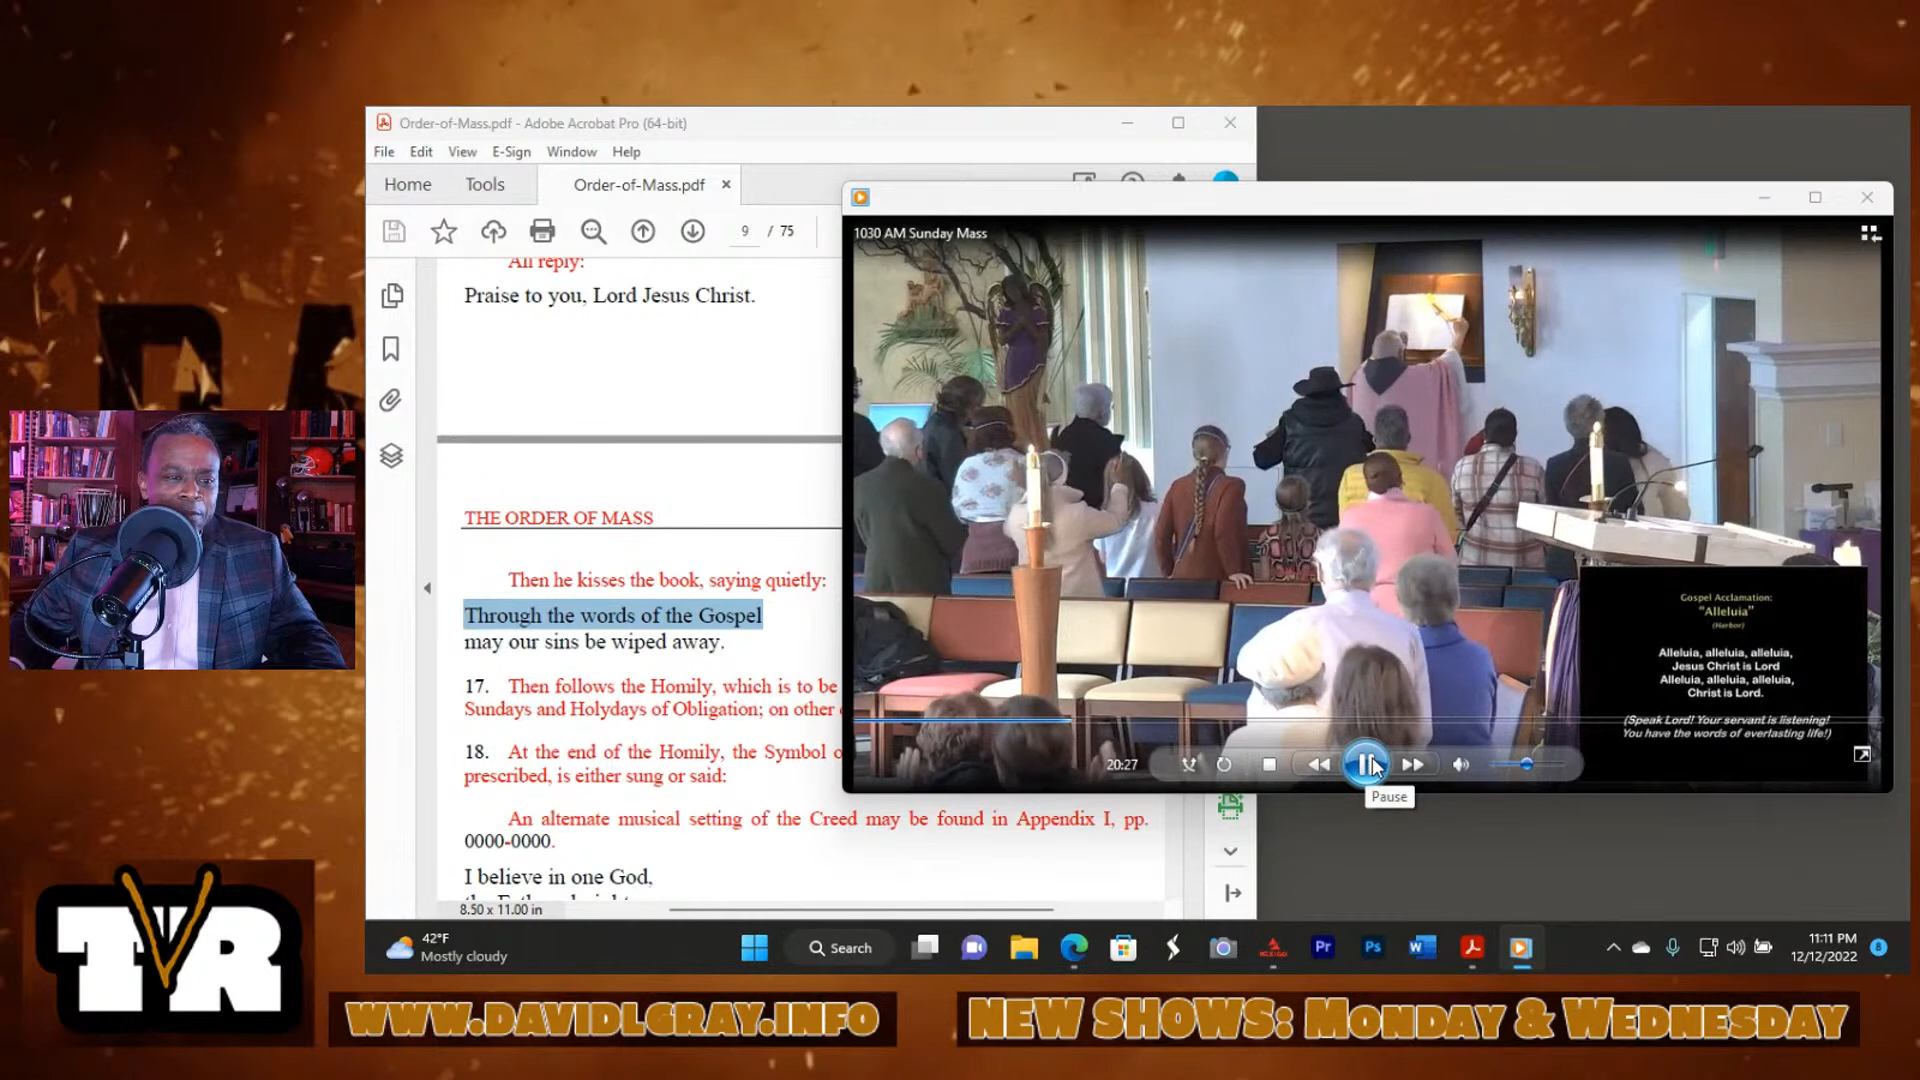 Order-of-Mass.pdf - Adobe Acrobat Pro (64-bit)
File Edit View E-Sign Window Help
Home Tools Order-of-Mass.pdf
9 / 75
All reply:
Praise to you, Lord Jesus Christ.
THE ORDER OF MASS
Then he kisses the book, saying quietly:
Through the words of the Gospel
may our sins be wiped away.
17. Then follows the Homily, which is to be
Sundays and Holydays of Obligation; on other
18. At the end of the Homily, the Symbol o
prescribed, is either sung or said:
An alternate musical setting of the Creed may be found in Appendix I, pp.
0000-0000.
I believe in one God,
8.50 x 11.00 in
1030 AM Sunday Mass
Gospel Acclamation:
"Alleluia"
(Harbor)
Alleluia, alleluia, alleluia,
Jesus Christ is Lord
Alleluia, alleluia, alleluia,
Christ is Lord.
(Speak Lord! Your servant is listening!
You have the words of everlasting life!)
20:27
Pause
42°F
Mostly cloudy
Search
Pr
Ps
W
11:11 PM
12/12/2022
8
TVR
WWW.DAVIDLGRAY.INFO
NEW SHOWS: MONDAY & WEDNESDAY